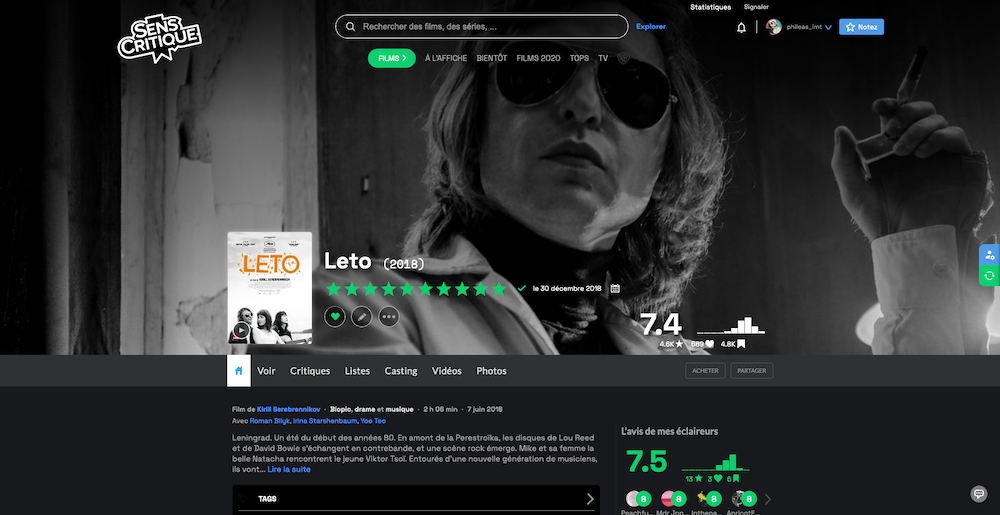 Statistiques Signaler
SENS CRITIQUE
Rechercher des films, des séries, ...
Explorer
phileas_lmt
Notez
FILMS
À L'AFFICHE BIENTÔT FILMS 2020 TOPS TV
LETO
Leto (2018)
le 30 décembre 2018
7.4
4.6K 689 4.8K
Voir Critiques Listes Casting Vidéos Photos
ACHETER PARTAGER
Film de Kirill Serebrennikov · Biopic, drame et musique · 2 h 06 min · 7 juin 2018
Avec Roman Bilyk, Irina Starshenbaum, Yoo Teo
Leningrad. Un été du début des années 80. En amont de la Perestroïka, les disques de Lou Reed
et de David Bowie s'échangent en contrebande, et une scène rock émerge. Mike et sa femme la
belle Natacha rencontrent le jeune Viktor Tsoï. Entourés d'une nouvelle génération de musiciens,
ils vont... Lire la suite
TAGS
L'avis de mes éclaireurs
7.5
13 3 6
8 8 8 8